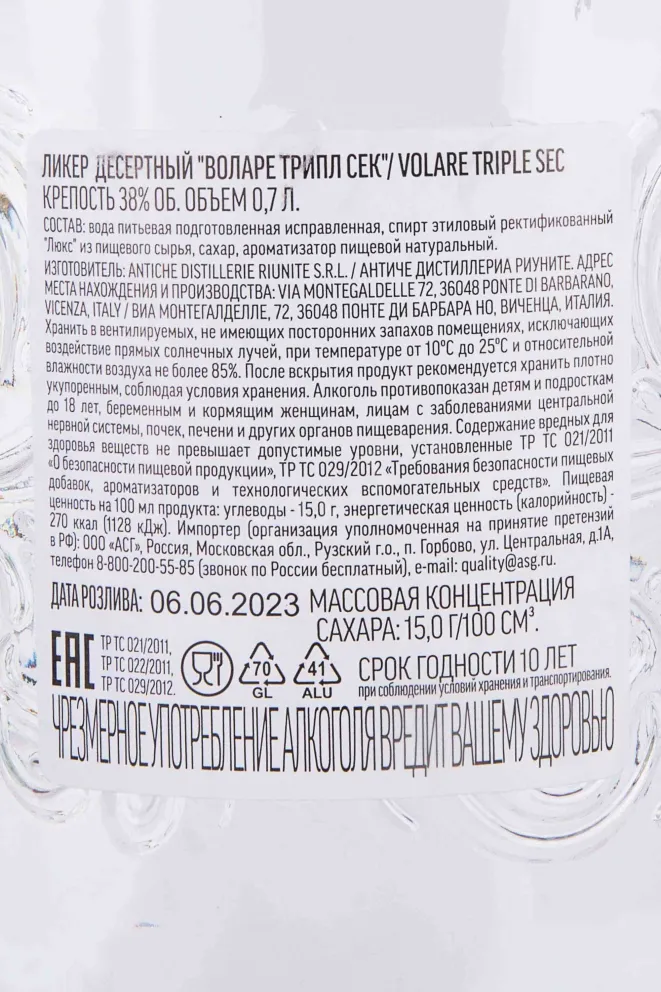 ЛИКЕР ДЕСЕРТНЫЙ "ВОЛАРЕ ТРИПЛ СЕК"/ VOLARE TRIPLE SEC
КРЕПОСТЬ 38% ОБ. ОБЪЕМ 0,7 Л.
СОСТАВ: вода питьевая подготовленная исправленная, спирт этиловый ректификованный
"Люкс" из пищевого сырья, сахар, ароматизатор пищевой натуральный.
ИЗГОТОВИТЕЛЬ: ANTICHE DISTILLERIE RIUNITE S.R.L. / АНТИЧЕ ДИСТИЛЛЕРИА РИУНИТЕ. АДРЕС
МЕСТА НАХОЖДЕНИЯ И ПРОИЗВОДСТВА: VIA MONTEGALDELLE 72, 36048 PONTE DI BARBARANO,
VICENZA, ITALY / ВИА МОНТЕГАЛДЕЛЛЕ, 72, 36048 ПОНТЕ ДИ БАРБАРА НО, ВИЧЕНЦА, ИТАЛИЯ.
Хранить в вентилируемых, не имеющих посторонних запахов помещениях, исключающих
воздействие прямых солнечных лучей, при температуре от 10°С до 25°С и относительной
влажности воздуха не более 85%. После вскрытия продукт рекомендуется хранить плотно
укупоренным, соблюдая условия хранения. Алкоголь противопоказан детям и подросткам
до 18 лет, беременным и кормящим женщинам, лицам с заболеваниями центральной
нервной системы, почек, печени и других органов пищеварения. Содержание вредных для
здоровья веществ не превышает допустимые уровни, установленные ТР ТС 021/2011
«О безопасности пищевой продукции», ТР ТС 029/2012 «Требования безопасности пищевых
добавок, ароматизаторов и технологических вспомогательных средств». Пищевая
ценность на 100 мл продукта: углеводы - 15,0 г, энергетическая ценность (калорийность) -
270 ккал (1128 кДж). Импортер (организация уполномоченная на принятие претензий
в РФ): ООО «АСГ», Россия, Московская обл., Рузский г.о., п. Горбово, ул. Центральная, д.1А,
телефон 8-800-200-55-85 (звонок по России бесплатный), e-mail: quality@asg.ru.
ДАТА РОЗЛИВА: 06.06.2023 МАССОВАЯ КОНЦЕНТРАЦИЯ
САХАРА: 15,0 Г/100 СМ³.
ЕАС ТР ТС 021/2011,
ТР ТС 022/2011,
ТР ТС 029/2012.
70
GL
41
ALU
СРОК ГОДНОСТИ 10 ЛЕТ
при соблюдении условий хранения и транспортирования.
ЧРЕЗМЕРНОЕ УПОТРЕБЛЕНИЕ АЛКОГОЛЯ ВРЕДИТ ВАШЕМУ ЗДОРОВЬЮ